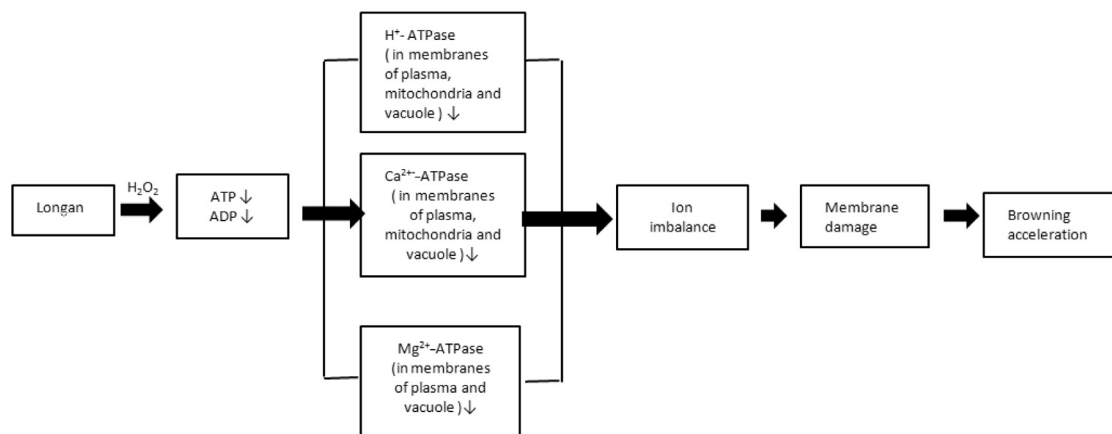 Longan
H₂O₂
ATP ↓
ADP ↓
H⁺- ATPase
( in membranes
of plasma,
mitochondria and
vacuole ) ↓
Ca²⁺–ATPase
(in membranes
of plasma,
mitochondria and
vacuole )↓
Mg²⁺–ATPase
(in membranes
of plasma and
vacuole )↓
Ion
imbalance
Membrane
damage
Browning
acceleration